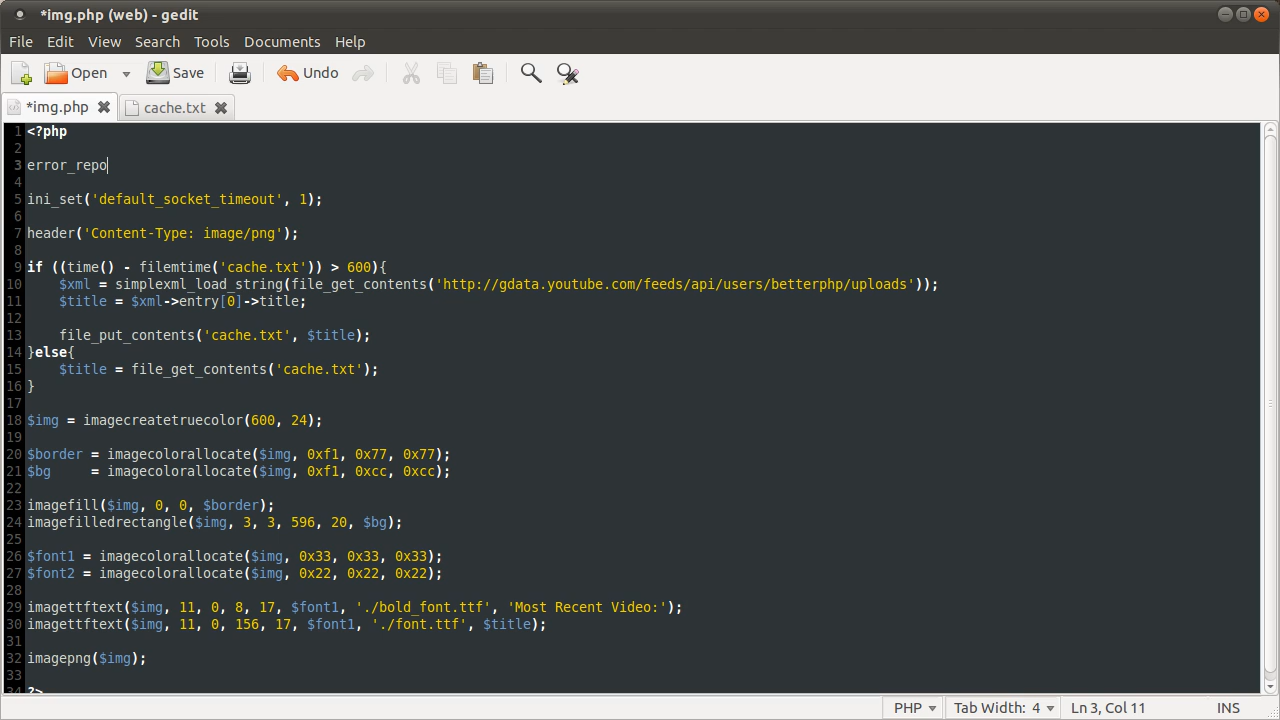 *img.php (web) - gedit
File Edit View Search Tools Documents Help
Open Save Undo
*img.php cache.txt
1 <?php
2
3 error_repo
4
5 ini_set('default_socket_timeout', 1);
6
7 header('Content-Type: image/png');
8
9 if ((time() - filemtime('cache.txt')) > 600){
10     $xml = simplexml_load_string(file_get_contents('http://gdata.youtube.com/feeds/api/users/betterphp/uploads'));
11     $title = $xml->entry[0]->title;
12
13     file_put_contents('cache.txt', $title);
14 }else{
15     $title = file_get_contents('cache.txt');
16 }
17
18 $img = imagecreatetruecolor(600, 24);
19
20 $border = imagecolorallocate($img, 0xf1, 0x77, 0x77);
21 $bg     = imagecolorallocate($img, 0xf1, 0xcc, 0xcc);
22
23 imagefill($img, 0, 0, $border);
24 imagefilledrectangle($img, 3, 3, 596, 20, $bg);
25
26 $font1 = imagecolorallocate($img, 0x33, 0x33, 0x33);
27 $font2 = imagecolorallocate($img, 0x22, 0x22, 0x22);
28
29 imagettftext($img, 11, 0, 8, 17, $font1, './bold_font.ttf', 'Most Recent Video:');
30 imagettftext($img, 11, 0, 156, 17, $font1, './font.ttf', $title);
31
32 imagepng($img);
33
34 ?>
PHP Tab Width: 4 Ln 3, Col 11 INS